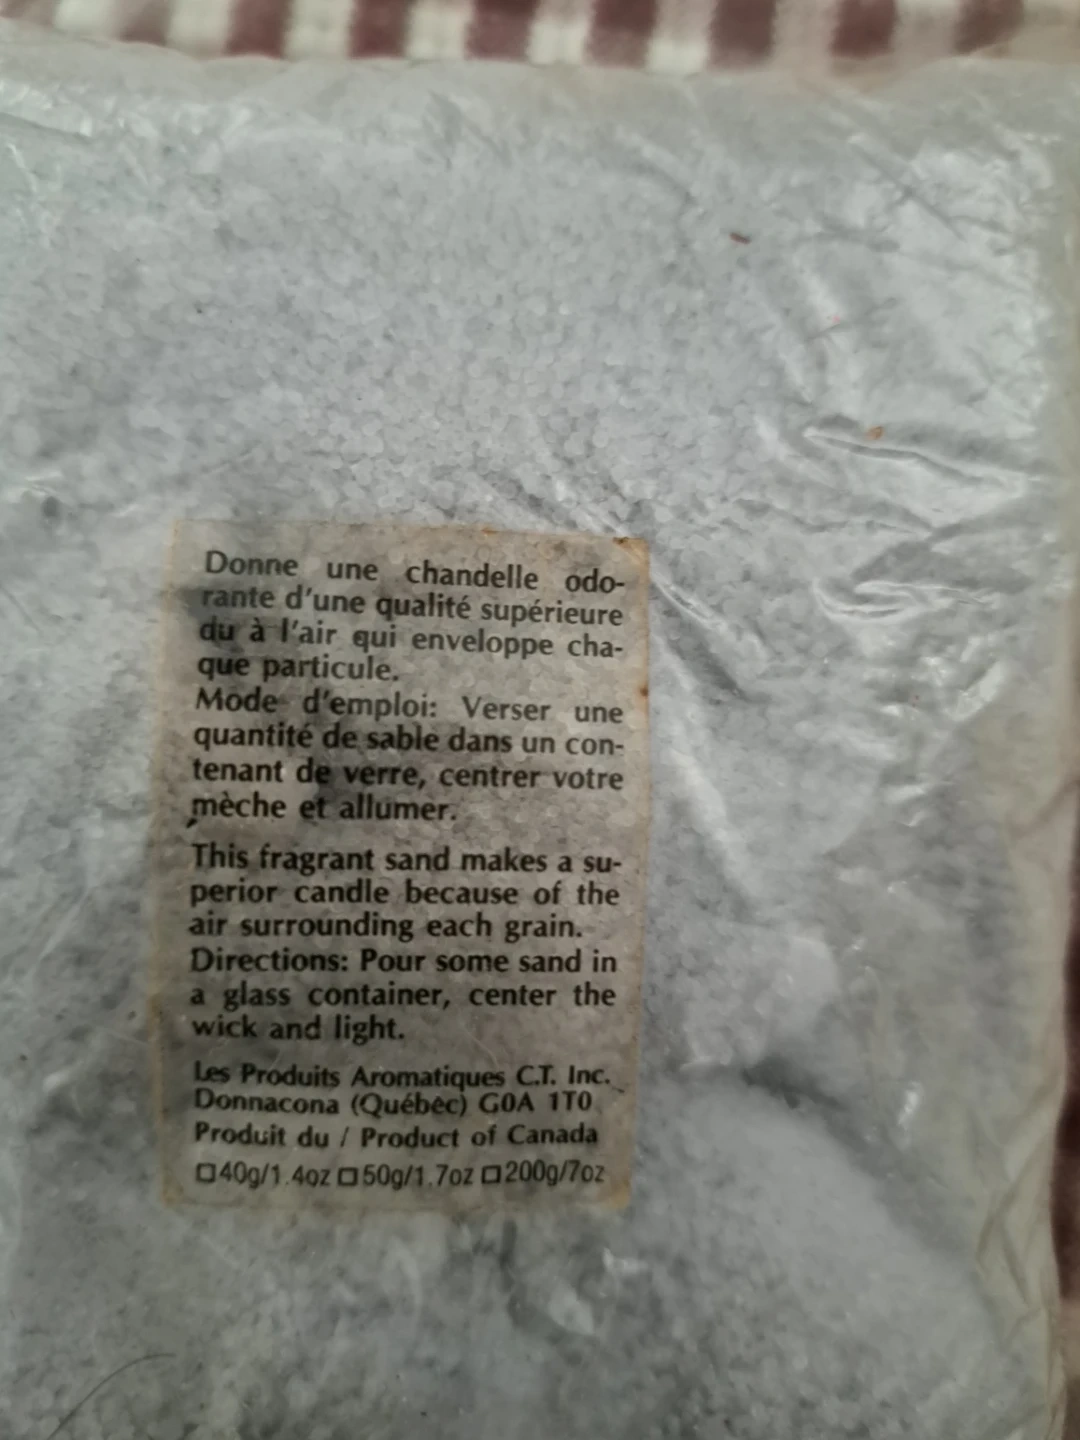 Donne une chandelle odo-
rante d'une qualité supérieure
du à l'air qui enveloppe cha-
que particule.
Mode d'emploi: Verser une
quantité de sable dans un con-
tenant de verre, centrer votre
mèche et allumer.
This fragrant sand makes a su-
perior candle because of the
air surrounding each grain.
Directions: Pour some sand in
a glass container, center the
wick and light.
Les Produits Aromatiques C.T. Inc.
Donnacona (Québec) G0A 1T0
Produit du / Product of Canada
□40g/1.4oz □50g/1.7oz □200g/7oz